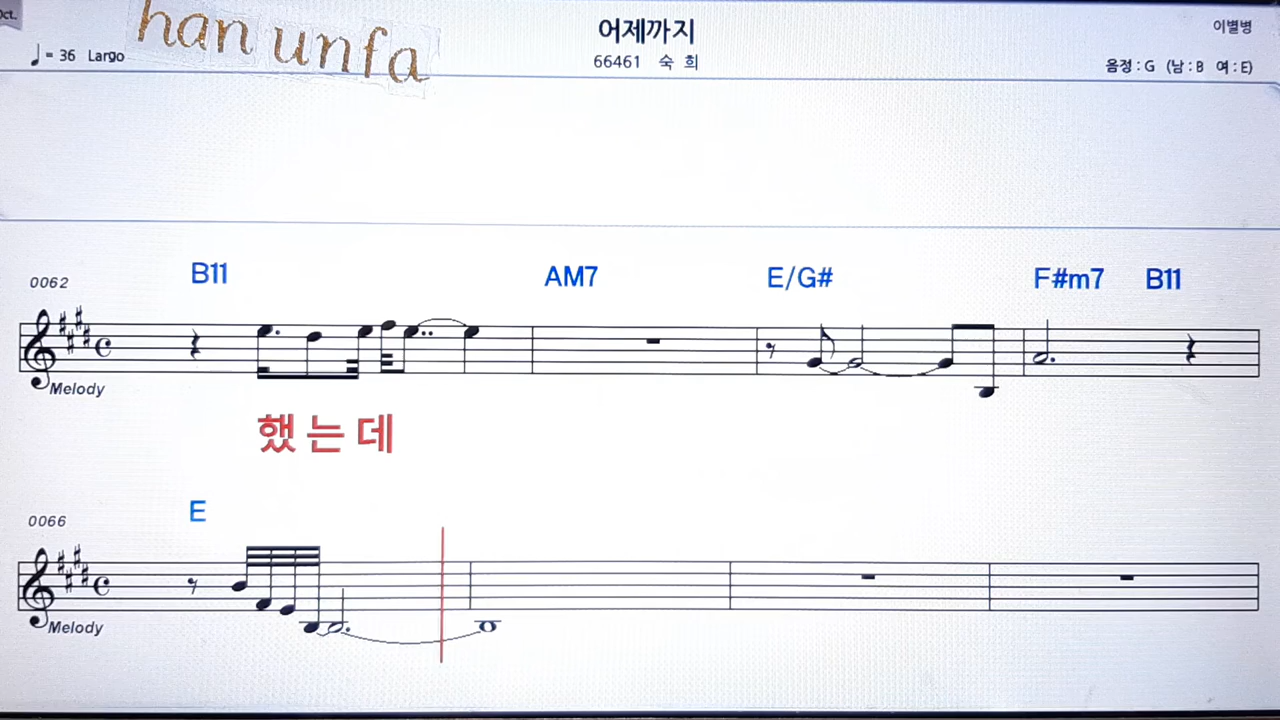 Oct.
han unfa
어제까지
이별병
♩= 36 Largo
66461 숙 희
음정 : G (남 : B 여 : E)
0062
B11 AM7 E/G# F#m7 B11
Melody
했 는 데
0066
E
Melody